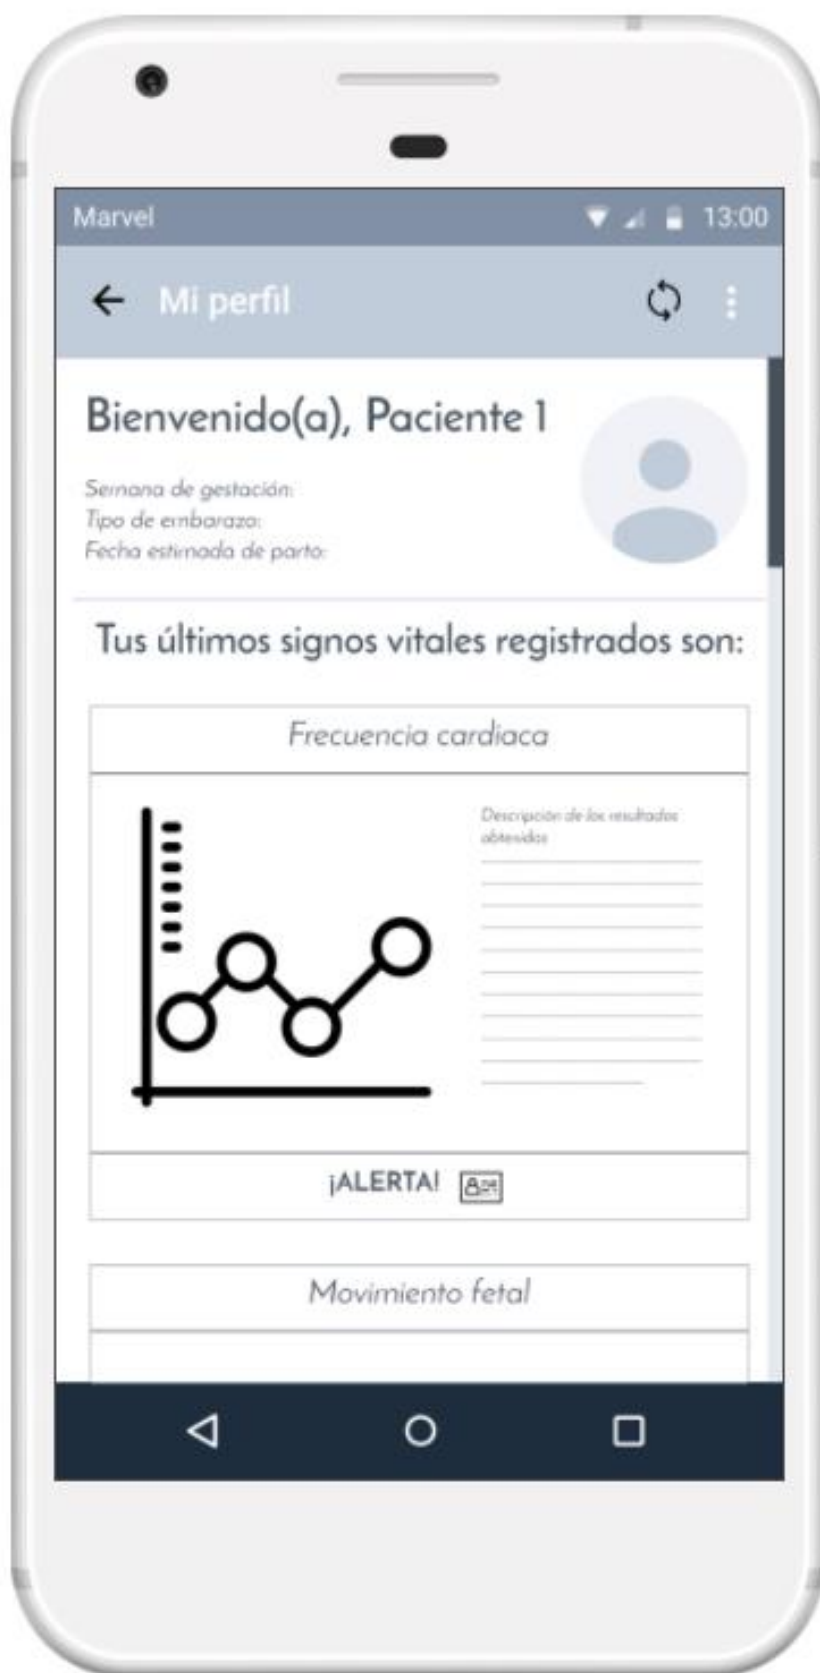 Marvel 13:00
Mi perfil
Bienvenido(a), Paciente 1
Semana de gestación:
Tipo de embarazo:
Fecha estimada de parto:
Tus últimos signos vitales registrados son:
Frecuencia cardiaca
Descripción de los resultados
obtenidos
¡ALERTA!
Movimiento fetal